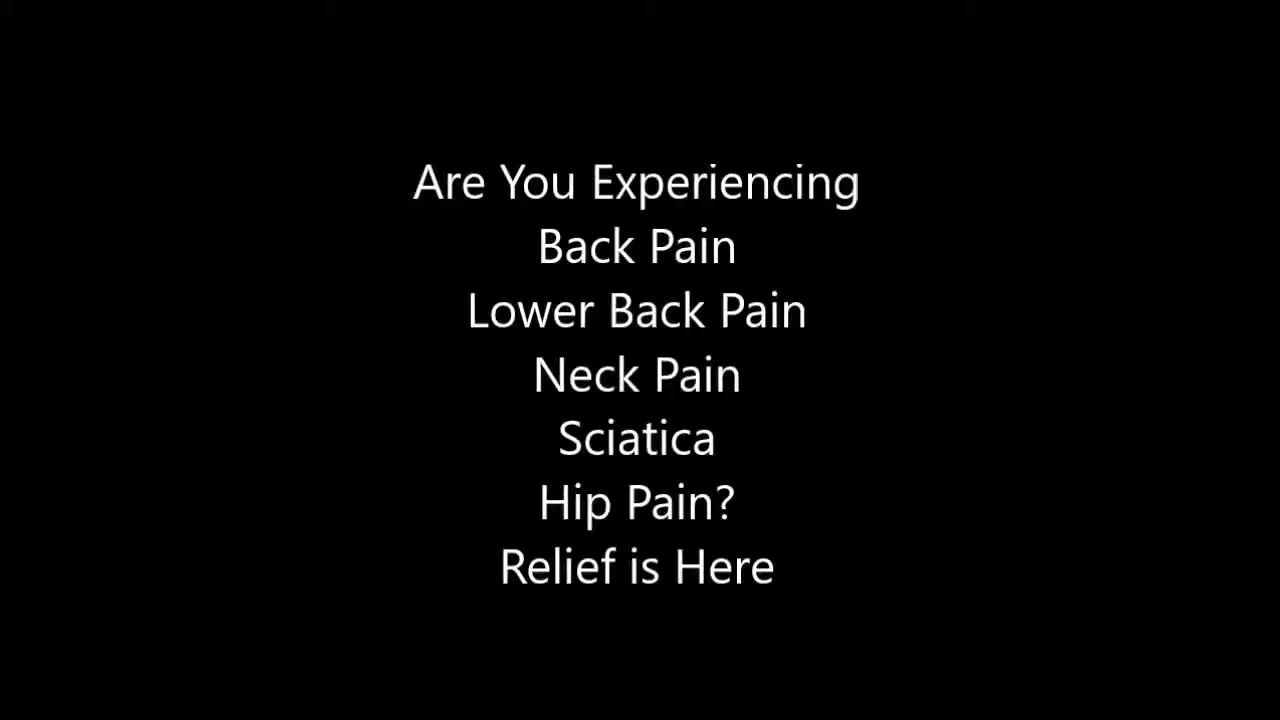 Are You Experiencing
Back Pain
Lower Back Pain
Neck Pain
Sciatica
Hip Pain?
Relief is Here